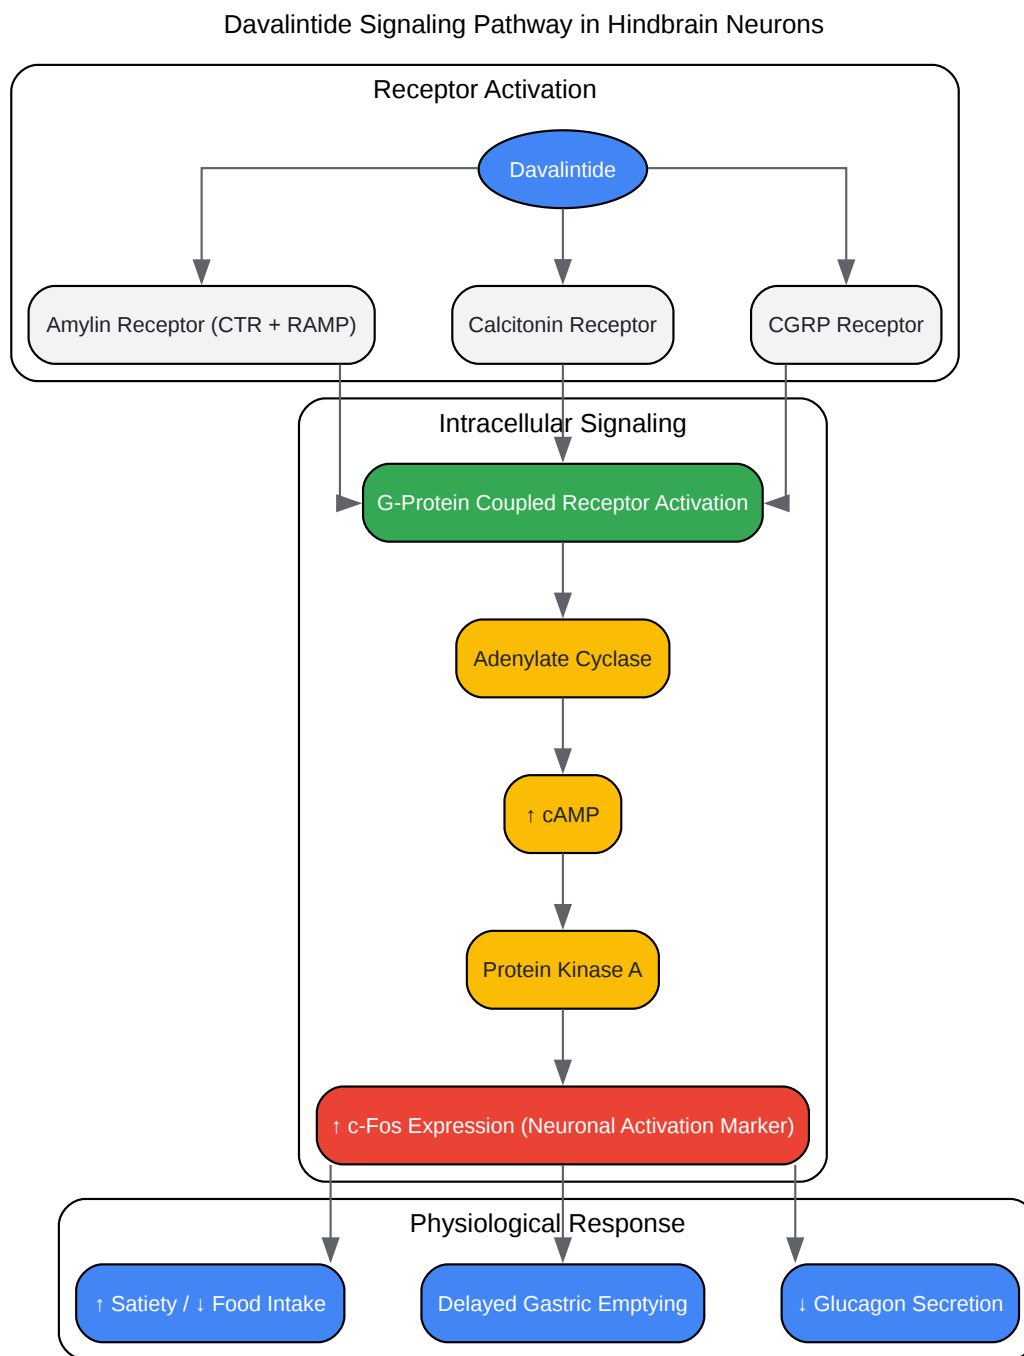 Davalintide Signaling Pathway in Hindbrain Neurons
Receptor Activation
Davalintide
Amylin Receptor (CTR + RAMP)
Calcitonin Receptor
CGRP Receptor
Intracellular Signaling
G-Protein Coupled Receptor Activation
Adenylate Cyclase
↑ cAMP
Protein Kinase A
↑ c-Fos Expression (Neuronal Activation Marker)
Physiological Response
↑ Satiety / ↓ Food Intake
Delayed Gastric Emptying
↓ Glucagon Secretion